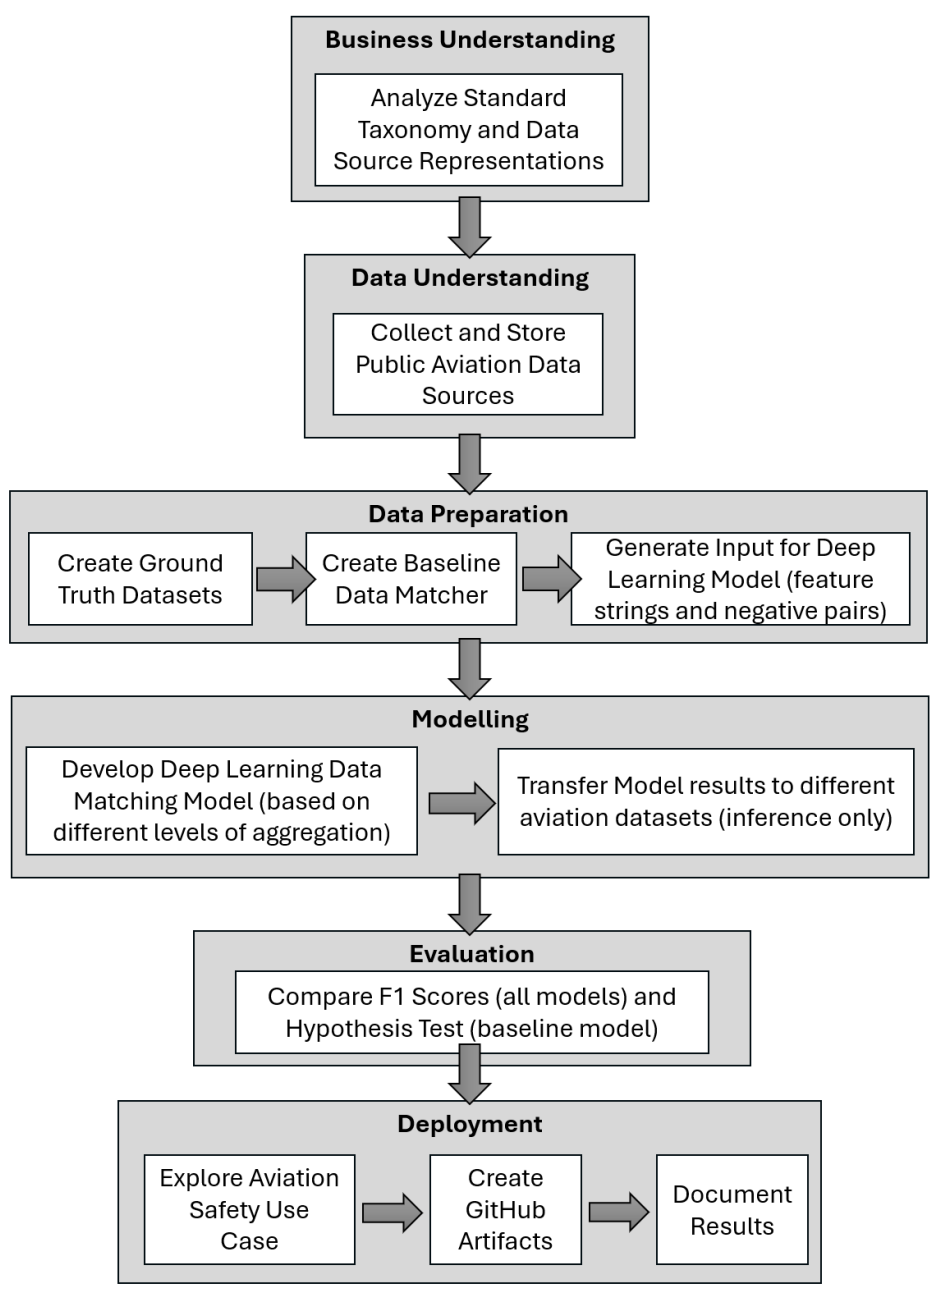 Business Understanding
Analyze Standard
Taxonomy and Data
Source Representations
Data Understanding
Collect and Store
Public Aviation Data
Sources
Data Preparation
Create Ground
Truth Datasets
Create Baseline
Data Matcher
Generate Input for Deep
Learning Model (feature
strings and negative pairs)
Modelling
Develop Deep Learning Data
Matching Model (based on
different levels of aggregation)
Transfer Model results to different
aviation datasets (inference only)
Evaluation
Compare F1 Scores (all models) and
Hypothesis Test (baseline model)
Deployment
Explore Aviation
Safety Use
Case
Create
GitHub
Artifacts
Document
Results